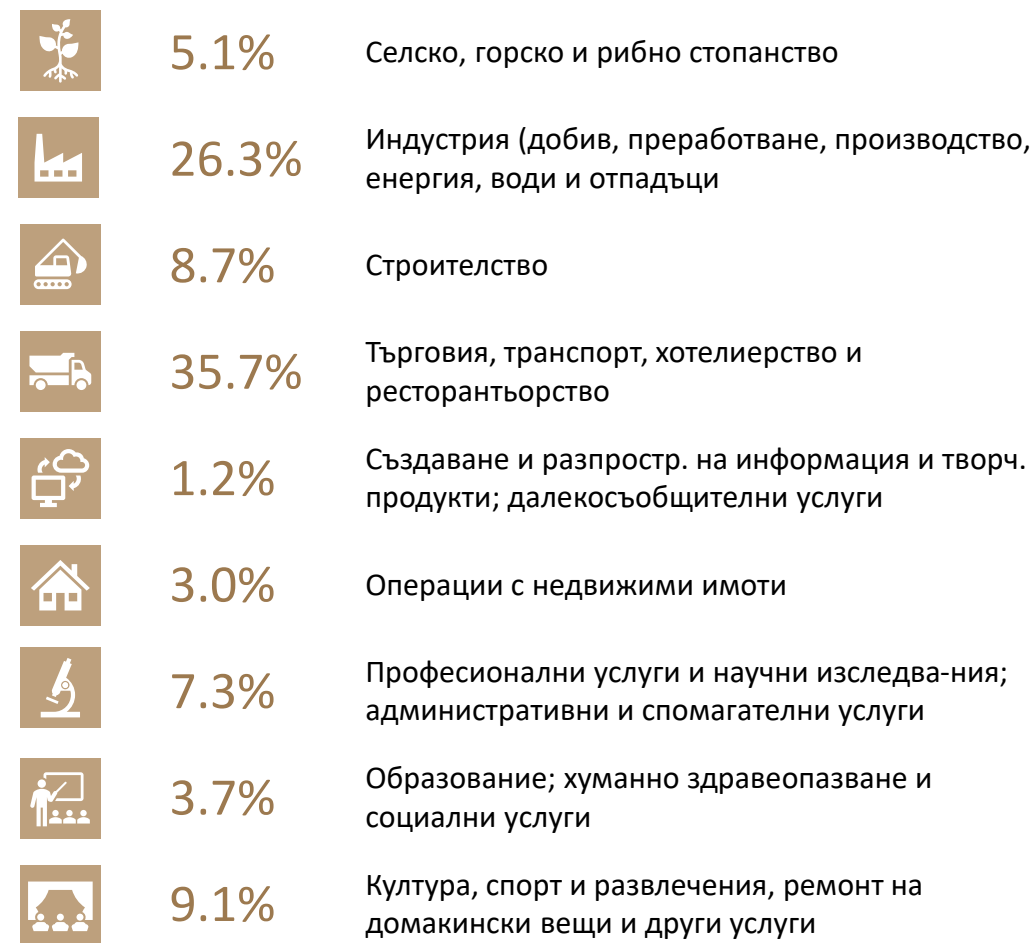 5.1% Селско, горско и рибно стопанство
26.3% Индустрия (добив, преработване, производство,
енергия, води и отпадъци
8.7% Строителство
35.7% Търговия, транспорт, хотелиерство и
ресторантьорство
1.2% Създаване и разпростр. на информация и творч.
продукти; далекосъобщителни услуги
3.0% Операции с недвижими имоти
7.3% Професионални услуги и научни изследва-ния;
административни и спомагателни услуги
3.7% Образование; хуманно здравеопазване и
социални услуги
9.1% Култура, спорт и развлечения, ремонт на
домакински вещи и други услуги